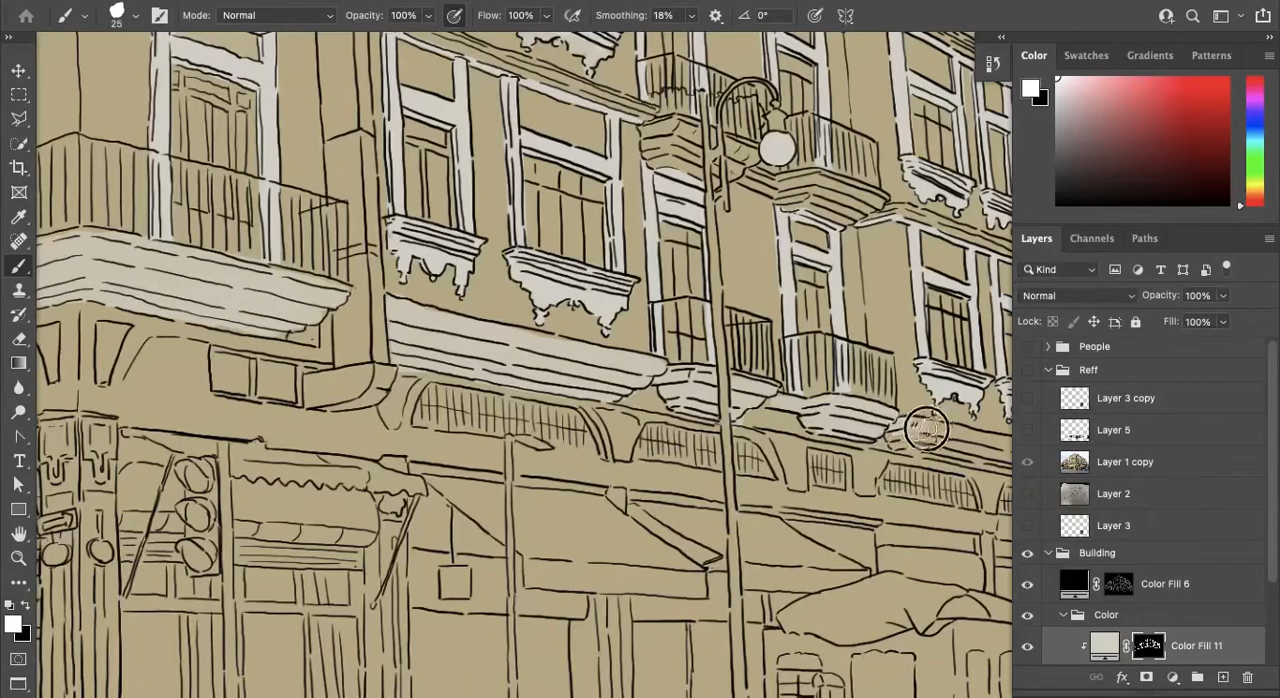 25
Mode: Normal
Opacity: 100%
Flow: 100%
Smoothing: 18%
0°
Color
Swatches
Gradients
Patterns
Layers
Channels
Paths
Kind
Normal
Opacity: 100%
Lock:
Fill: 100%
People
Reff
Layer 3 copy
Layer 5
Layer 1 copy
Layer 2
Layer 3
Building
Color Fill 6
Color
Color Fill 11
fx